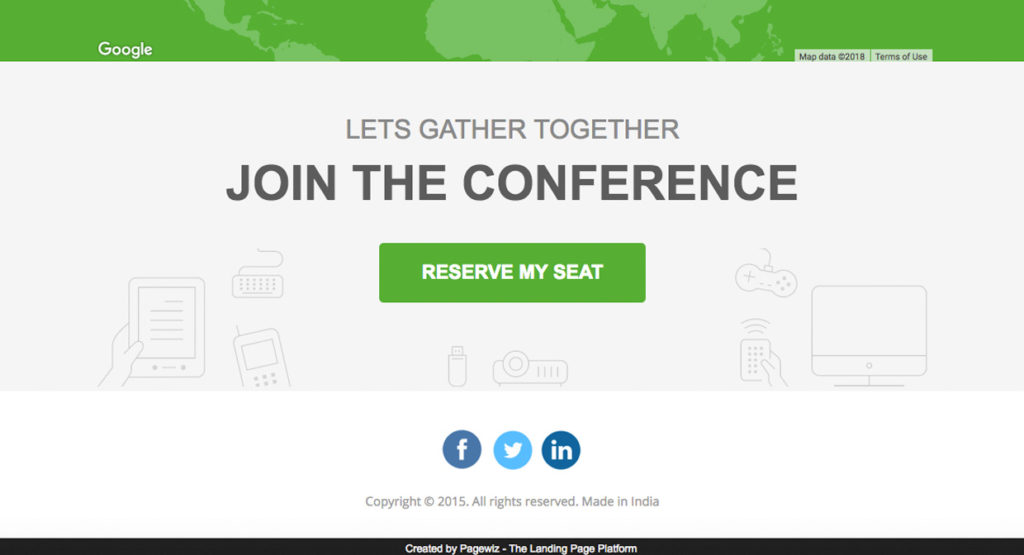 Google
Map data ©2018 Terms of Use
LETS GATHER TOGETHER
JOIN THE CONFERENCE
RESERVE MY SEAT
f in
Copyright © 2015. All rights reserved. Made in India
Created by Pagewiz - The Landing Page Platform